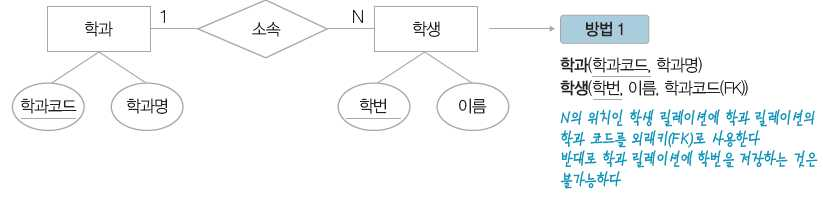 학과 1 소속 N 학생
학과코드 학과명 학번 이름
방법 1
학과(학과코드, 학과명)
학생(학번, 이름, 학과코드(FK))
N의 위치인 학생 릴레이션에 학과 릴레이션의
학과 코드를 외래키(FK)로 사용한다
반대로 학과 릴레이션에 학번을 저장하는 것은
불가능하다